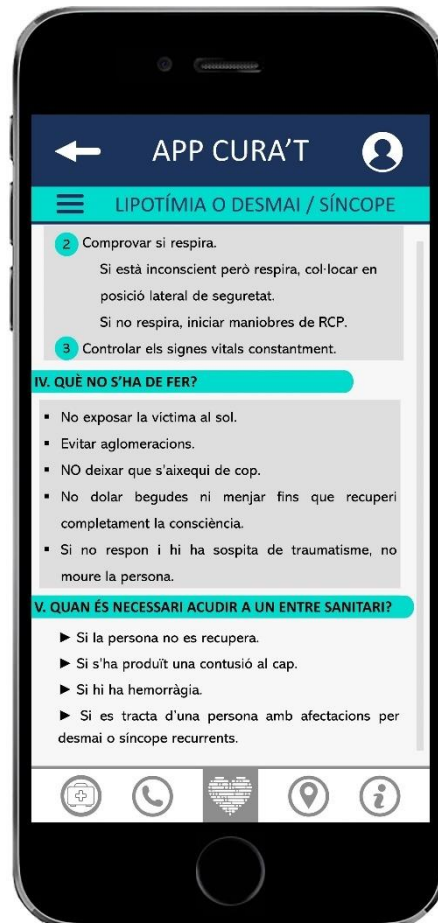 APP CURA'T
LIPOTÍMIA O DESMAI / SÍNCOPE
2 Comprovar si respira.
Si està inconscient però respira, col·locar en
posició lateral de seguretat.
Si no respira, iniciar maniobres de RCP.
3 Controlar els signes vitals constantment.
IV. QUÈ NO S'HA DE FER?
▪ No exposar la víctima al sol.
▪ Evitar aglomeracions.
▪ NO deixar que s'aixequi de cop.
▪ No dolar begudes ni menjar fins que recuperi
completament la consciència.
▪ Si no respon i hi ha sospita de traumatisme, no
moure la persona.
V. QUAN ÉS NECESSARI ACUDIR A UN ENTRE SANITARI?
► Si la persona no es recupera.
► Si s'ha produït una contusió al cap.
► Si hi ha hemorràgia.
► Si es tracta d'una persona amb afectacions per
desmai o síncope recurrents.